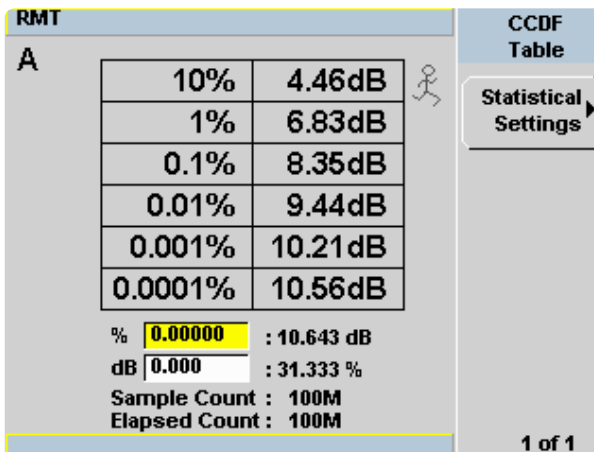 RMT
A
10% 4.46dB
1% 6.83dB
0.1% 8.35dB
0.01% 9.44dB
0.001% 10.21dB
0.0001% 10.56dB
% 0.00000 : 10.643 dB
dB 0.000 : 31.333 %
Sample Count : 100M
Elapsed Count : 100M
CCDF
Table
Statistical
Settings
1 of 1